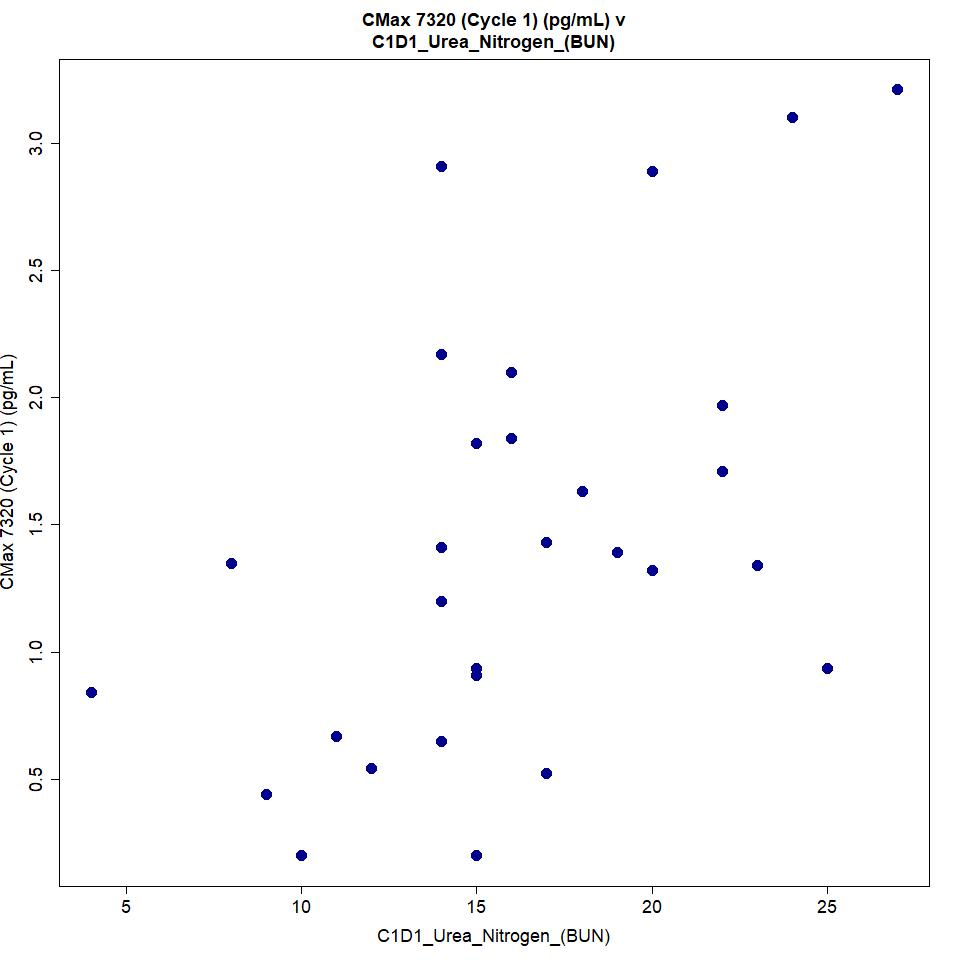 CMax 7320 (Cycle 1) (pg/mL) v
C1D1_Urea_Nitrogen_(BUN)
CMax 7320 (Cycle 1) (pg/mL)
3.0
2.5
2.0
1.5
1.0
0.5
5 10 15 20 25
C1D1_Urea_Nitrogen_(BUN)